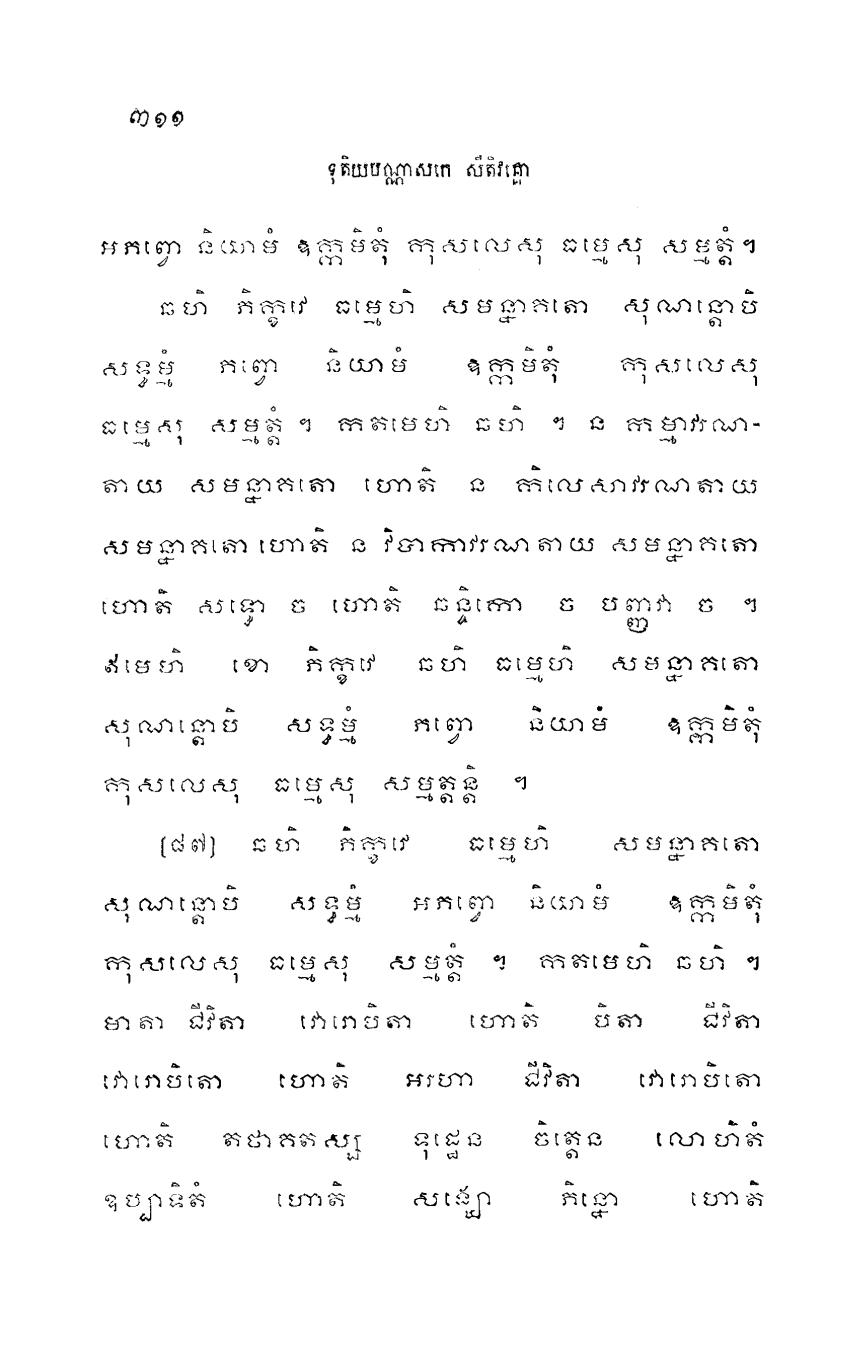 ៣១១
ទុតិយបណ្ណាសកេ សីតិវគ្គោ
អភព្វោ និយាមំ ឱក្កមិតុំ កុសលេសុ ធម្មេសុ សម្មត្តំ។
ឆហិ ភិក្ខវេ ធម្មេហិ សមន្នាគតោ សុណន្តោបិ
សទ្ធម្មំ ភព្វោ និយាមំ ឱក្កមិតុំ កុសលេសុ
ធម្មេសុ សម្មត្តំ ។ កតមេហិ ឆហិ ។ ន កម្មាវរណ-
តាយ សមន្នាគតោ ហោតិ ន កិលេសាវរណតាយ
សមន្នាគតោ ហោតិ ន វិបាកាវរណតាយ សមន្នាគតោ
ហោតិ សទ្ធោ ច ហោតិ ឆន្ទិកោ ច បញ្ញវា ច ។
ឥមេហិ ខោ ភិក្ខវេ ឆហិ ធម្មេហិ សមន្នាគតោ
សុណន្តោបិ សទ្ធម្មំ ភព្វោ និយាមំ ឱក្កមិតុំ
កុសលេសុ ធម្មេសុ សម្មត្តន្តិ ។
[៨៧] ឆហិ ភិក្ខវេ ធម្មេហិ សមន្នាគតោ
សុណន្តោបិ សទ្ធម្មំ អភព្វោ និយាមំ ឱក្កមិតុំ
កុសលេសុ ធម្មេសុ សម្មត្តំ ។ កតមេហិ ឆហិ ។
មាតា ជីវិតា វោរោបិតា ហោតិ បិតា ជីវិតា
វោរោបិតោ ហោតិ អរហា ជីវិតា វោរោបិតោ
ហោតិ តថាគតស្ស ទុដ្ឋេន ចិត្តេន លោហិតំ
ឧប្បាទិតំ ហោតិ សង្ឃោ ភិន្នោ ហោតិ